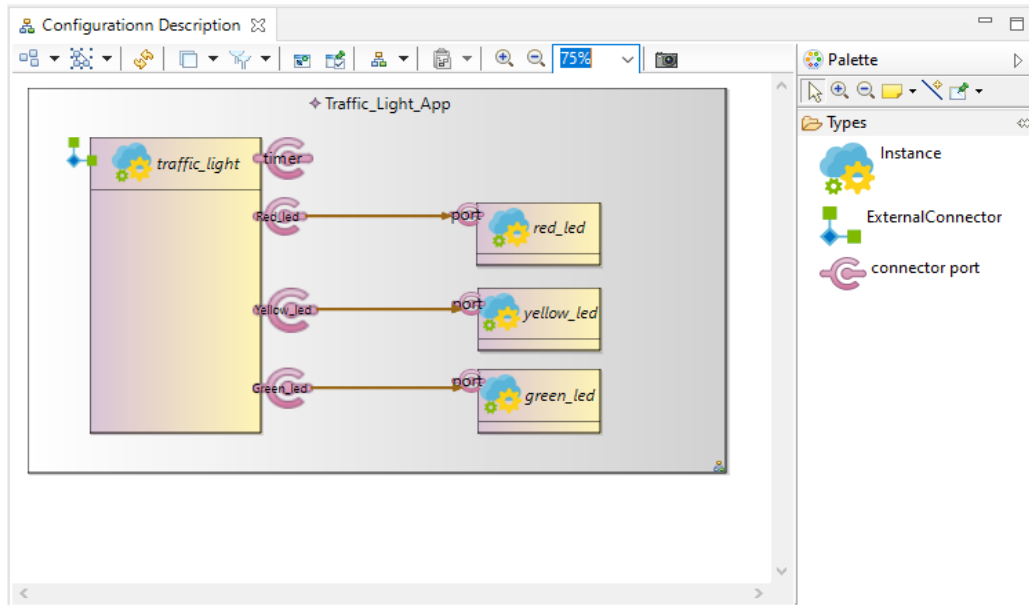 Configurationn Description
75%
Palette
Traffic_Light_App
Types
traffic_light
timer
Instance
Red_led
port
red_led
ExternalConnector
connector port
Yellow_led
port
yellow_led
Green_led
port
green_led